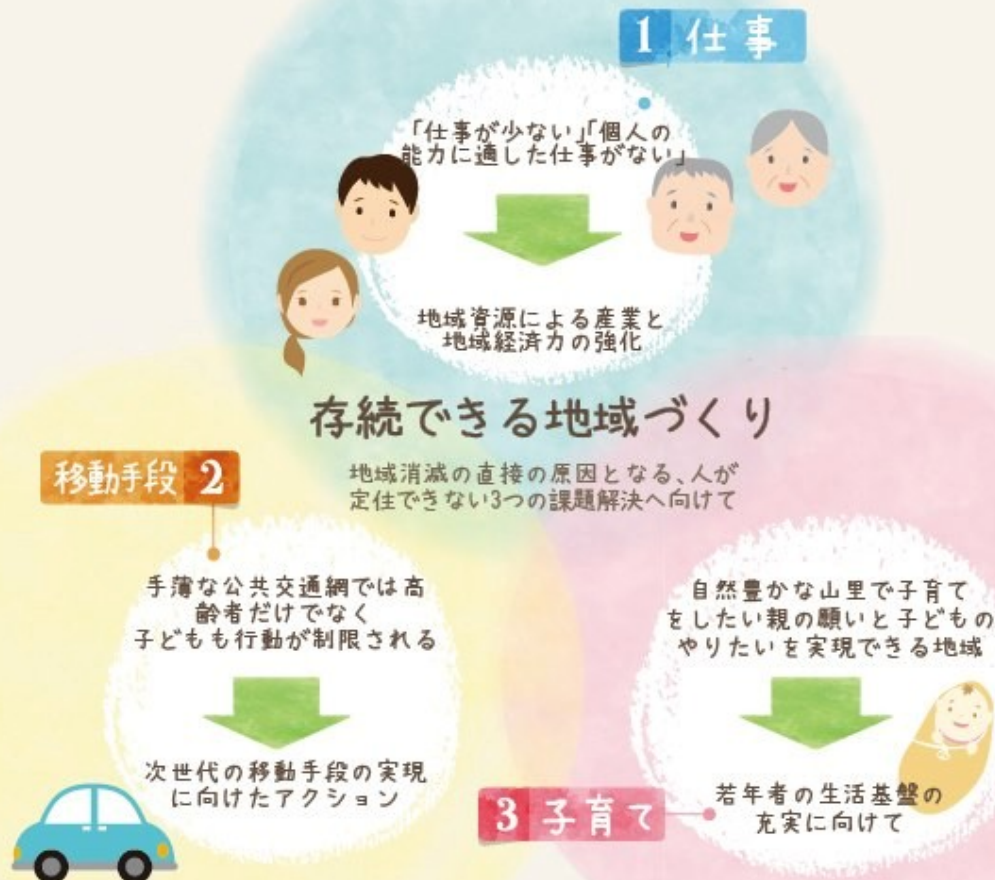 1 仕事
「仕事が少ない」「個人の
能力に適した仕事がない」
地域資源による産業と
地域経済力の強化
存続できる地域づくり
地域消滅の直接の原因となる、人が
定住できない3つの課題解決へ向けて
移動手段 2
手薄な公共交通網では高
齢者だけでなく
子どもも行動が制限される
次世代の移動手段の実現
に向けたアクション
自然豊かな山里で子育て
をしたい親の願いと子どもの
やりたいを実現できる地域
3 子育て
若年者の生活基盤の
充実に向けて